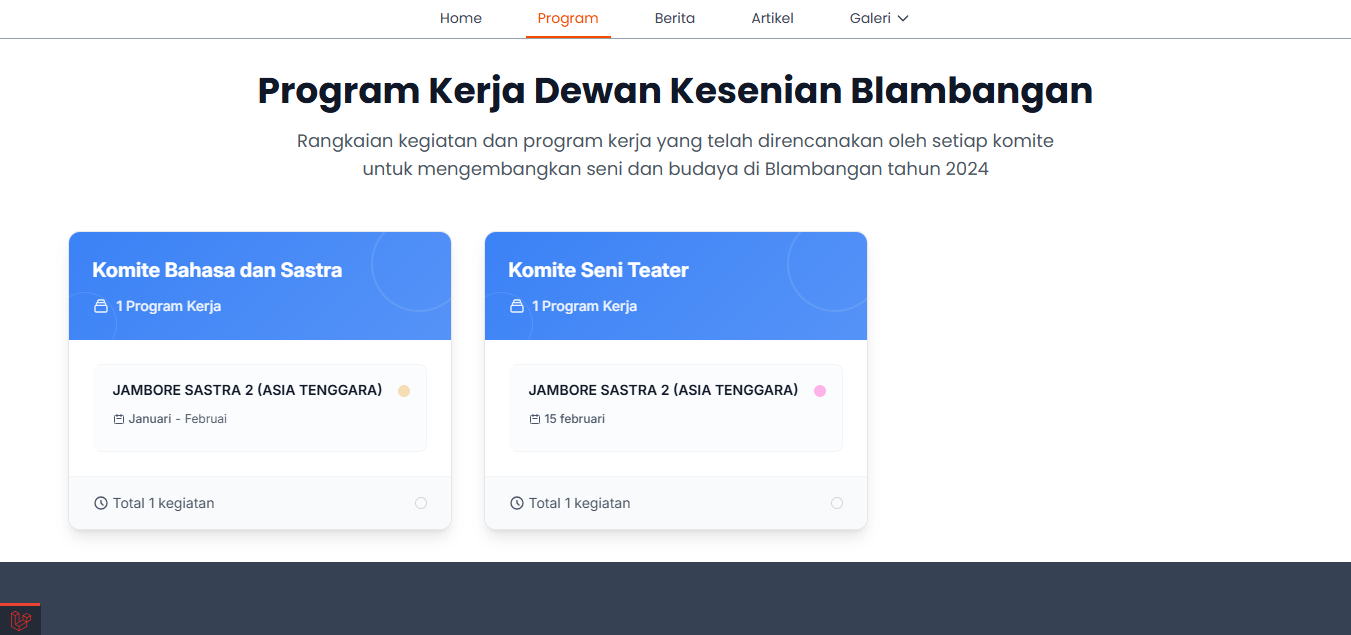 Home Program Berita Artikel Galeri
Program Kerja Dewan Kesenian Blambangan
Rangkaian kegiatan dan program kerja yang telah direncanakan oleh setiap komite
untuk mengembangkan seni dan budaya di Blambangan tahun 2024
Komite Bahasa dan Sastra
1 Program Kerja
JAMBORE SASTRA 2 (ASIA TENGGARA)
Januari - Februai
Total 1 kegiatan
Komite Seni Teater
1 Program Kerja
JAMBORE SASTRA 2 (ASIA TENGGARA)
15 februari
Total 1 kegiatan